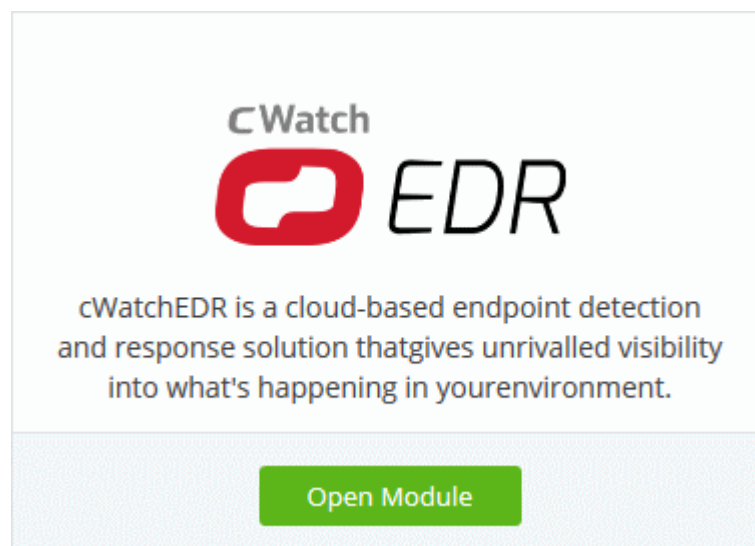 cWatch
EDR
cWatchEDR is a cloud-based endpoint detection
and response solution thatgives unrivalled visibility
into what's happening in yourenvironment.
Open Module